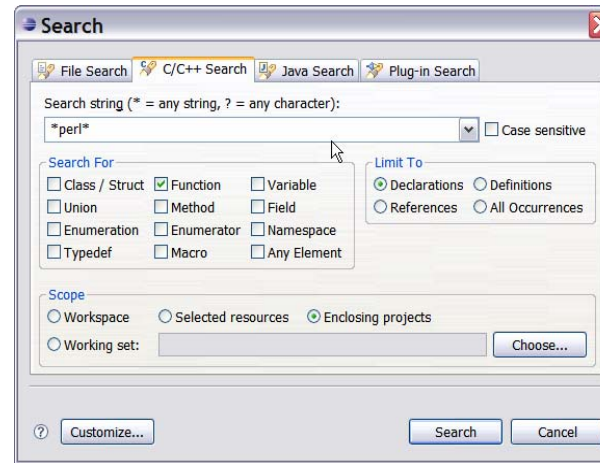 Search
File Search C/C++ Search Java Search Plug-in Search
Search string (* = any string, ? = any character):
*perl* Case sensitive
Search For
Class / Struct Function Variable
Union Method Field
Enumeration Enumerator Namespace
Typedef Macro Any Element
Limit To
Declarations Definitions
References All Occurrences
Scope
Workspace Selected resources Enclosing projects
Working set: Choose...
? Customize... Search Cancel